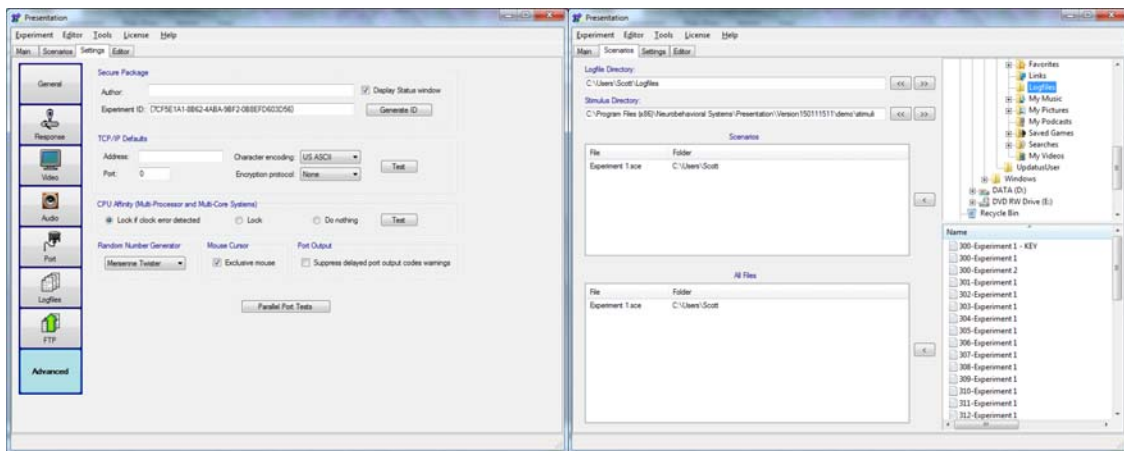 Presentation
Experiment Editor Tools License Help
Main Scenarios Settings Editor
General
Response
Video
Audio
Port
Logfiles
FTP
Advanced
Secure Package
Author:
Display Status window
Experiment ID:
Generate ID
TCP/IP Defaults
Address:
Character encoding: US ASCII
Port: 0
Encryption protocol: None
Test
CPU Affinity (Multi-Processor and Multi-Core Systems)
Lock if clock error detected Lock Do nothing Test
Random Number Generator
Mersenne Twister
Mouse Cursor
Exclusive mouse
Port Output
Suppress delayed port output codes warnings
Parallel Port Tests
Presentation
Experiment Editor Tools License Help
Main Scenarios Settings Editor
Logfile Directory:
C:\Users\Scott\Logfiles
<< >>
Stimulus Directory:
C:\Program Files (x86)\Neurobehavioral Systems\Presentation\Version150111511\demo\stimuli
<< >>
Scenarios
File Folder
Experiment 1.sce C:\Users\Scott
<
All Files
File Folder
Experiment 1.sce C:\Users\Scott
<
Favorites
Links
Logfiles
My Music
My Pictures
My Podcasts
Saved Games
Searches
My Videos
UpdatusUser
Windows
DATA (D:)
DVD RW Drive (E:)
Recycle Bin
Name
300-Experiment 1 - KEY
300-Experiment 1
300-Experiment 2
301-Experiment 1
302-Experiment 1
303-Experiment 1
304-Experiment 1
305-Experiment 1
306-Experiment 1
307-Experiment 1
308-Experiment 1
309-Experiment 1
310-Experiment 1
311-Experiment 1
312-Experiment 1